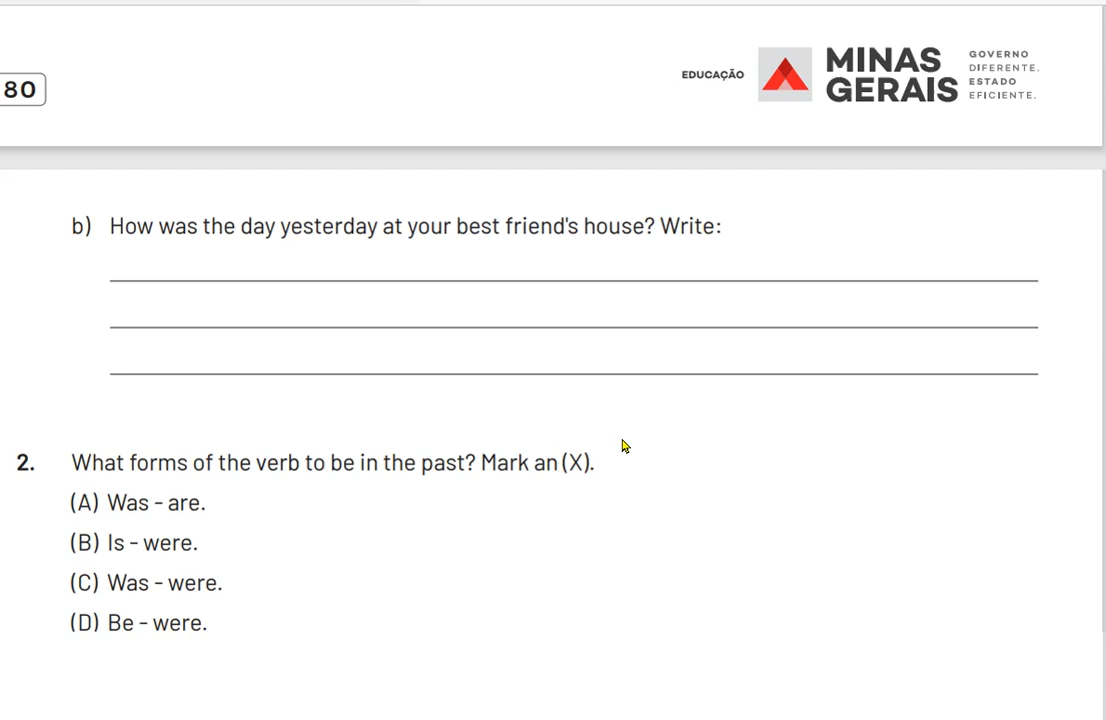 80
EDUCAÇÃO
MINAS
GERAIS
GOVERNO
DIFERENTE.
ESTADO
EFICIENTE.
b) How was the day yesterday at your best friend's house? Write:
2. What forms of the verb to be in the past? Mark an (X).
(A) Was - are.
(B) Is - were.
(C) Was - were.
(D) Be - were.